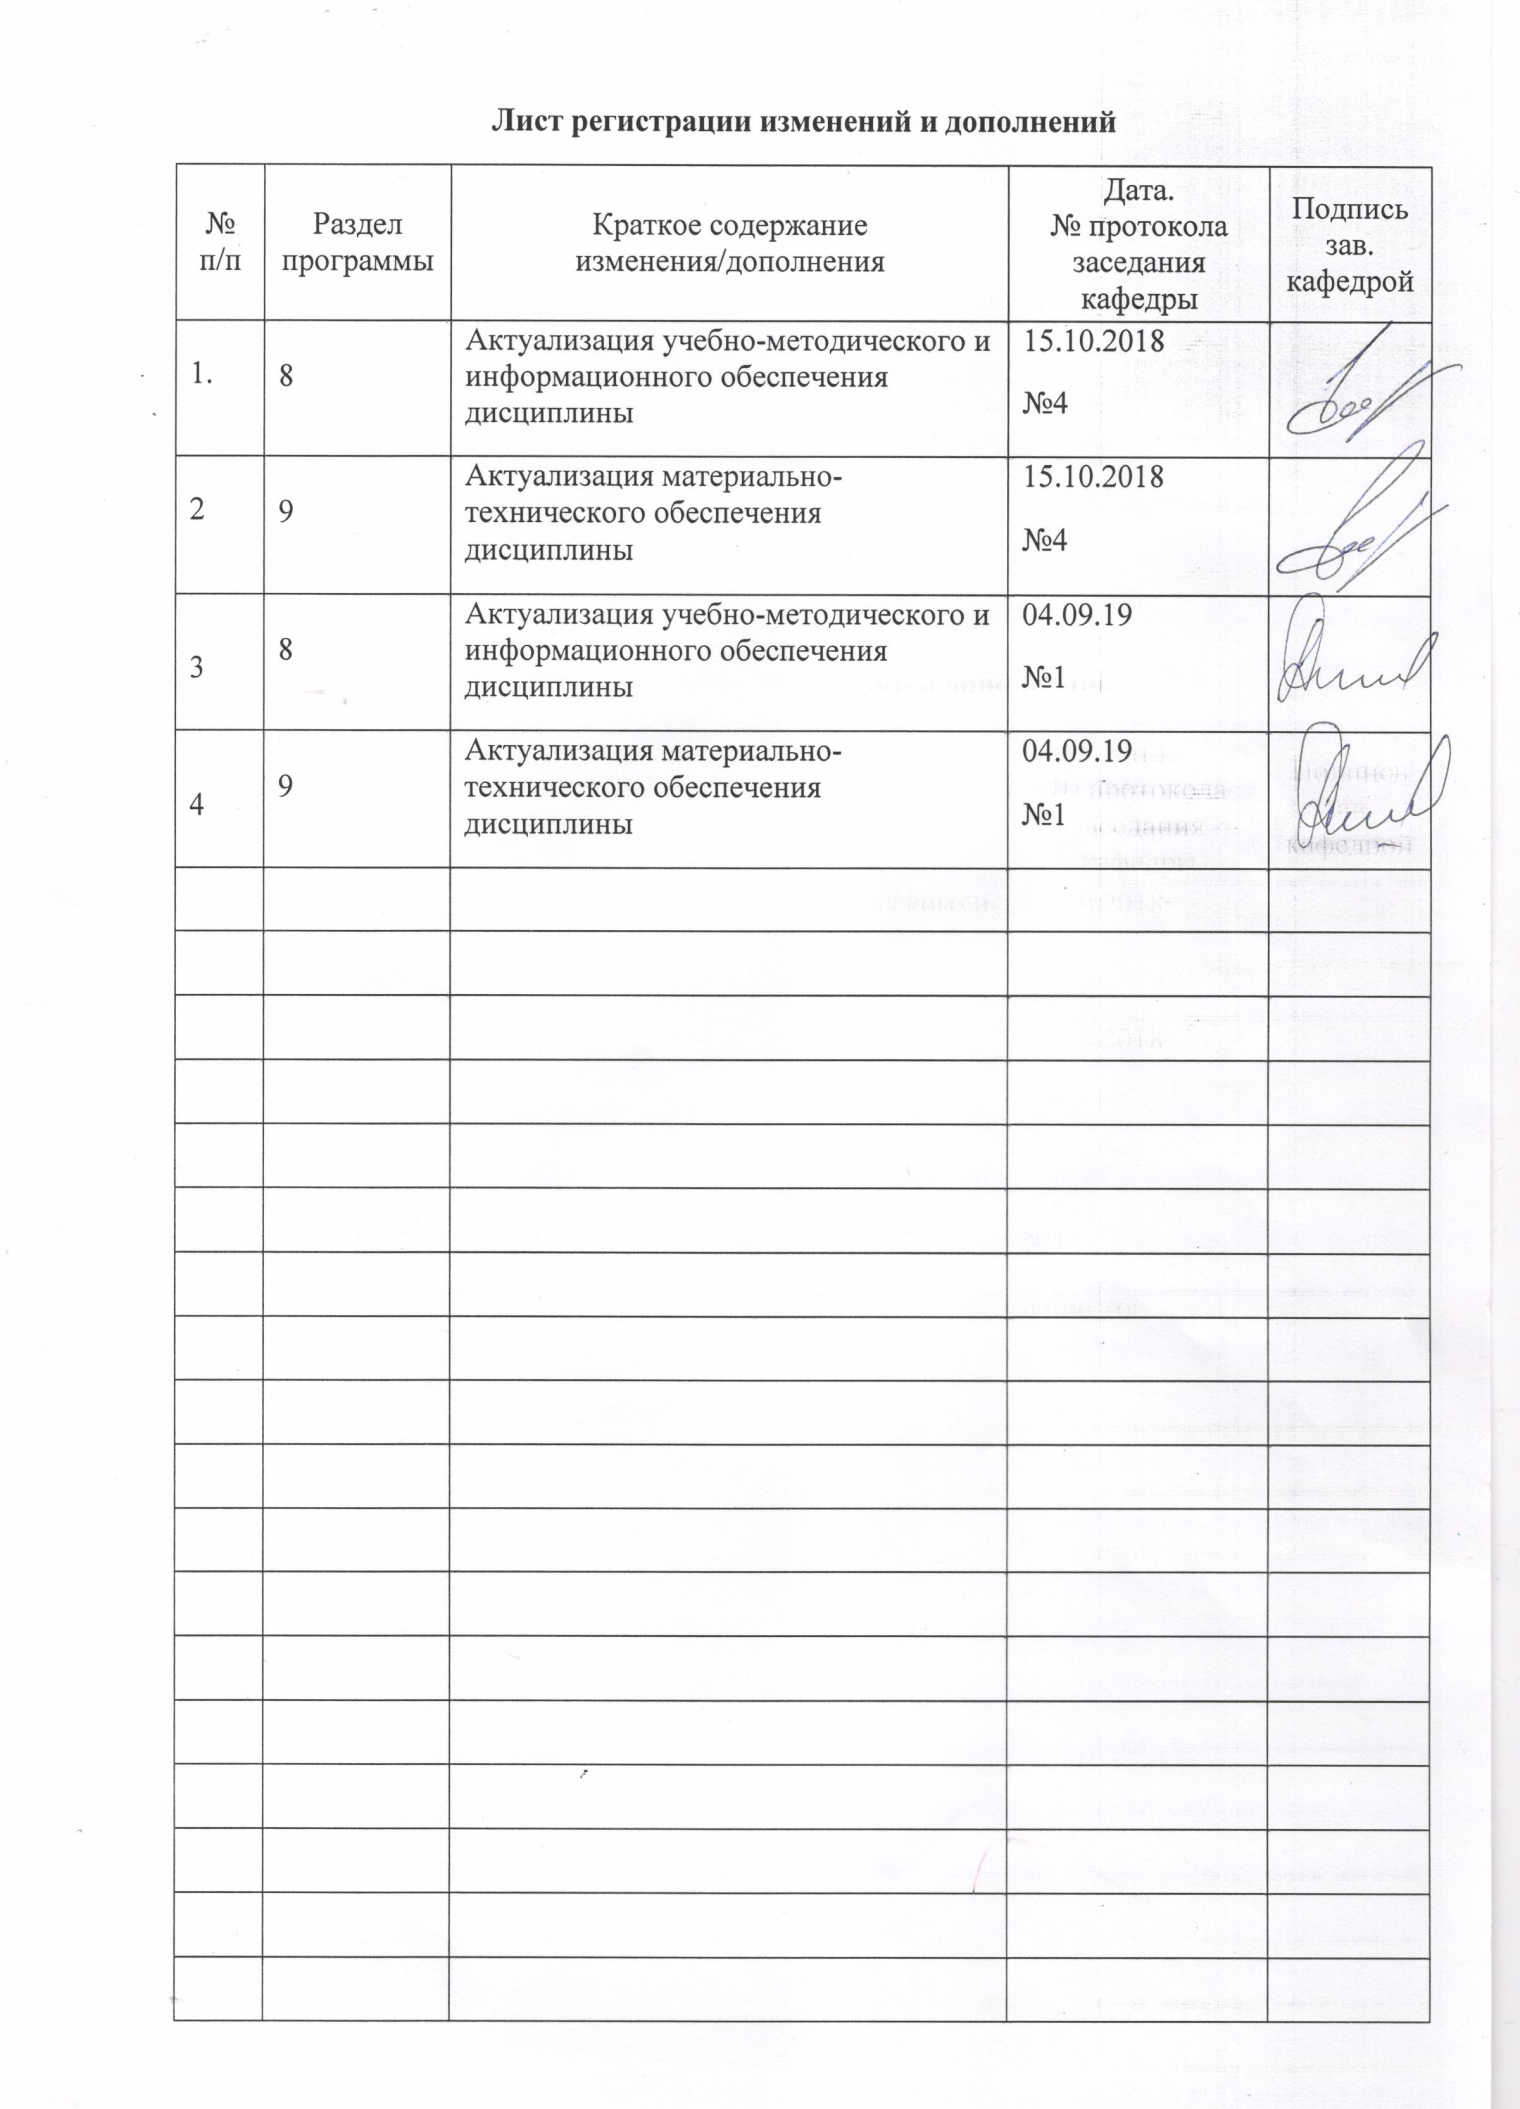 Лист регистрации изменений и дополнений
№
п/п
Раздел
программы
Краткое содержание
изменения/дополнения
Дата.
№ протокола
заседания
кафедры
Подпись
зав.
кафедрой
1.
8
Актуализация учебно-методического и
информационного обеспечения
дисциплины
15.10.2018
№4
2
9
Актуализация материально-
технического обеспечения
дисциплины
15.10.2018
№4
3
8
Актуализация учебно-методического и
информационного обеспечения
дисциплины
04.09.19
№1
4
9
Актуализация материально-
технического обеспечения
дисциплины
04.09.19
№1